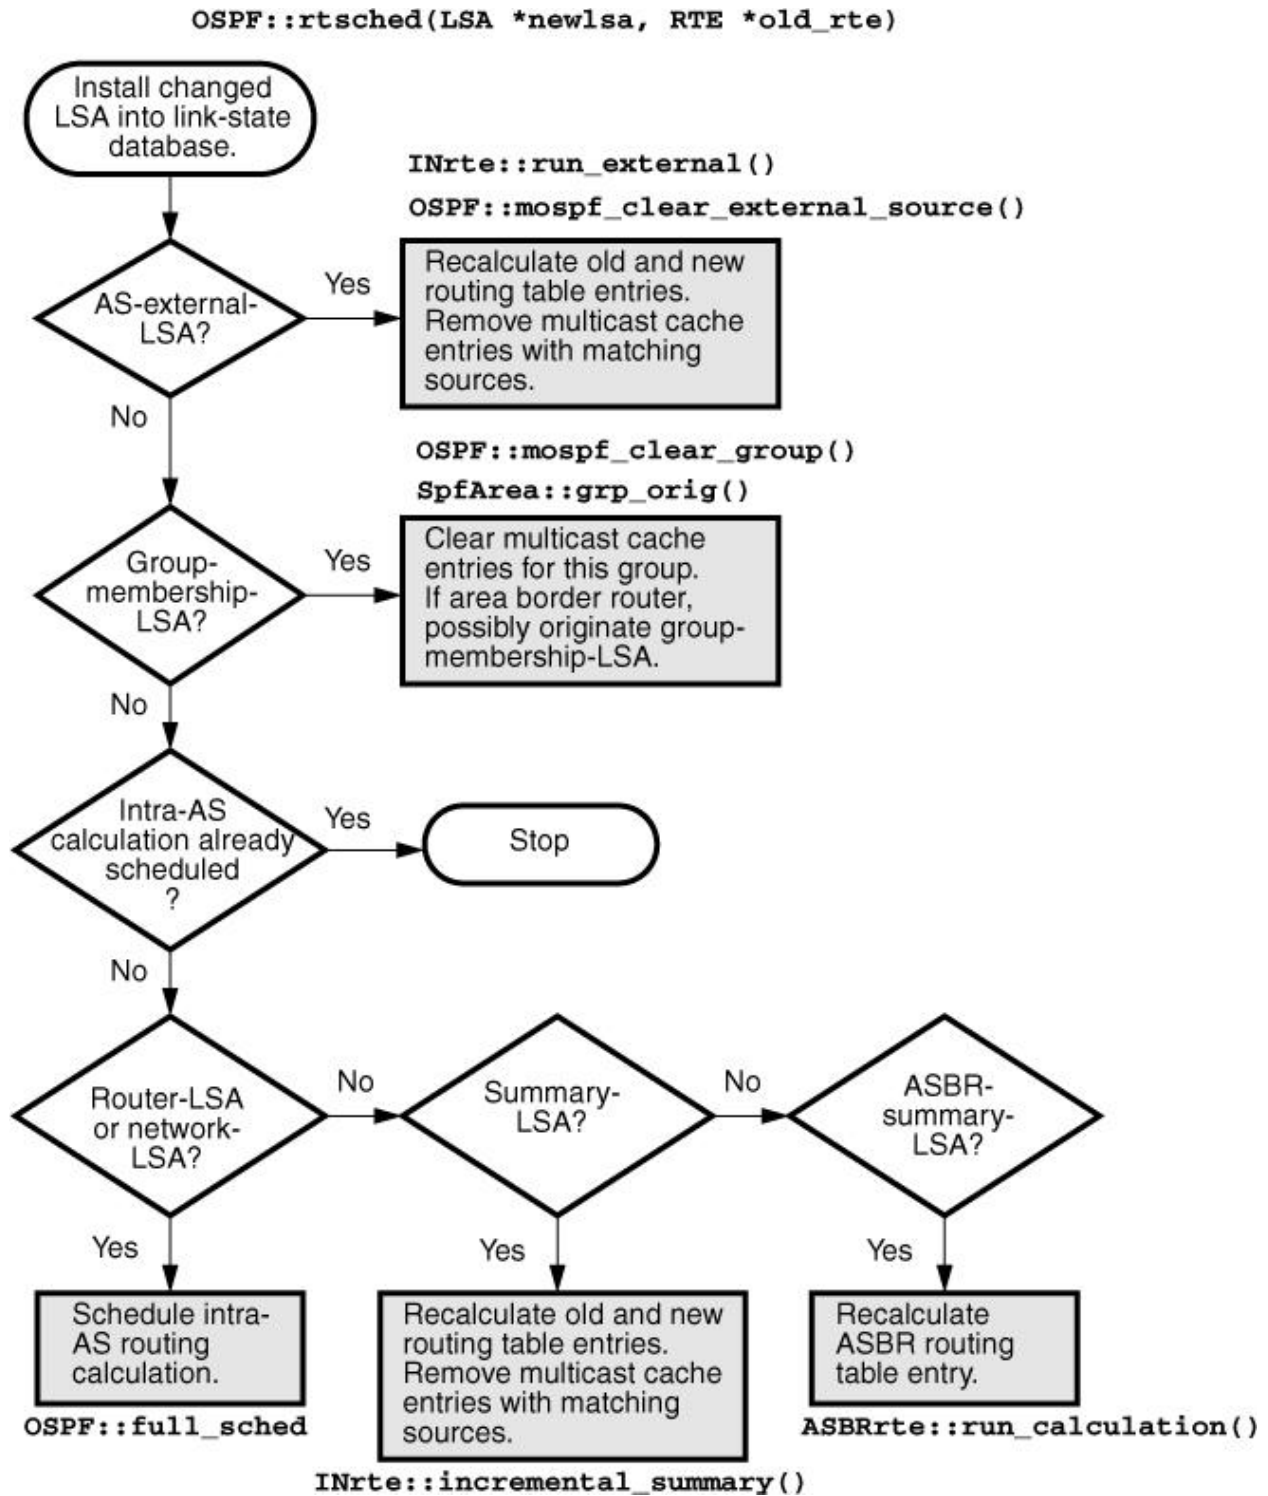 OSPF::rtsched(LSA *newlsa, RTE *old_rte)
Install changed
LSA into link-state
database.
INrte::run_external()
OSPF::mospf_clear_external_source()
AS-external-
LSA?
Yes
Recalculate old and new
routing table entries.
Remove multicast cache
entries with matching
sources.
No
OSPF::mospf_clear_group()
SpfArea::grp_orig()
Group-
membership-
LSA?
Yes
Clear multicast cache
entries for this group.
If area border router,
possibly originate group-
membership-LSA.
No
Intra-AS
calculation already
scheduled
?
Yes
Stop
No
Router-LSA
or network-
LSA?
No
Summary-
LSA?
No
ASBR-
summary-
LSA?
Yes
Yes
Yes
Schedule intra-
AS routing
calculation.
OSPF::full_sched
Recalculate old and new
routing table entries.
Remove multicast cache
entries with matching
sources.
INrte::incremental_summary()
Recalculate
ASBR routing
table entry.
ASBRrte::run_calculation()